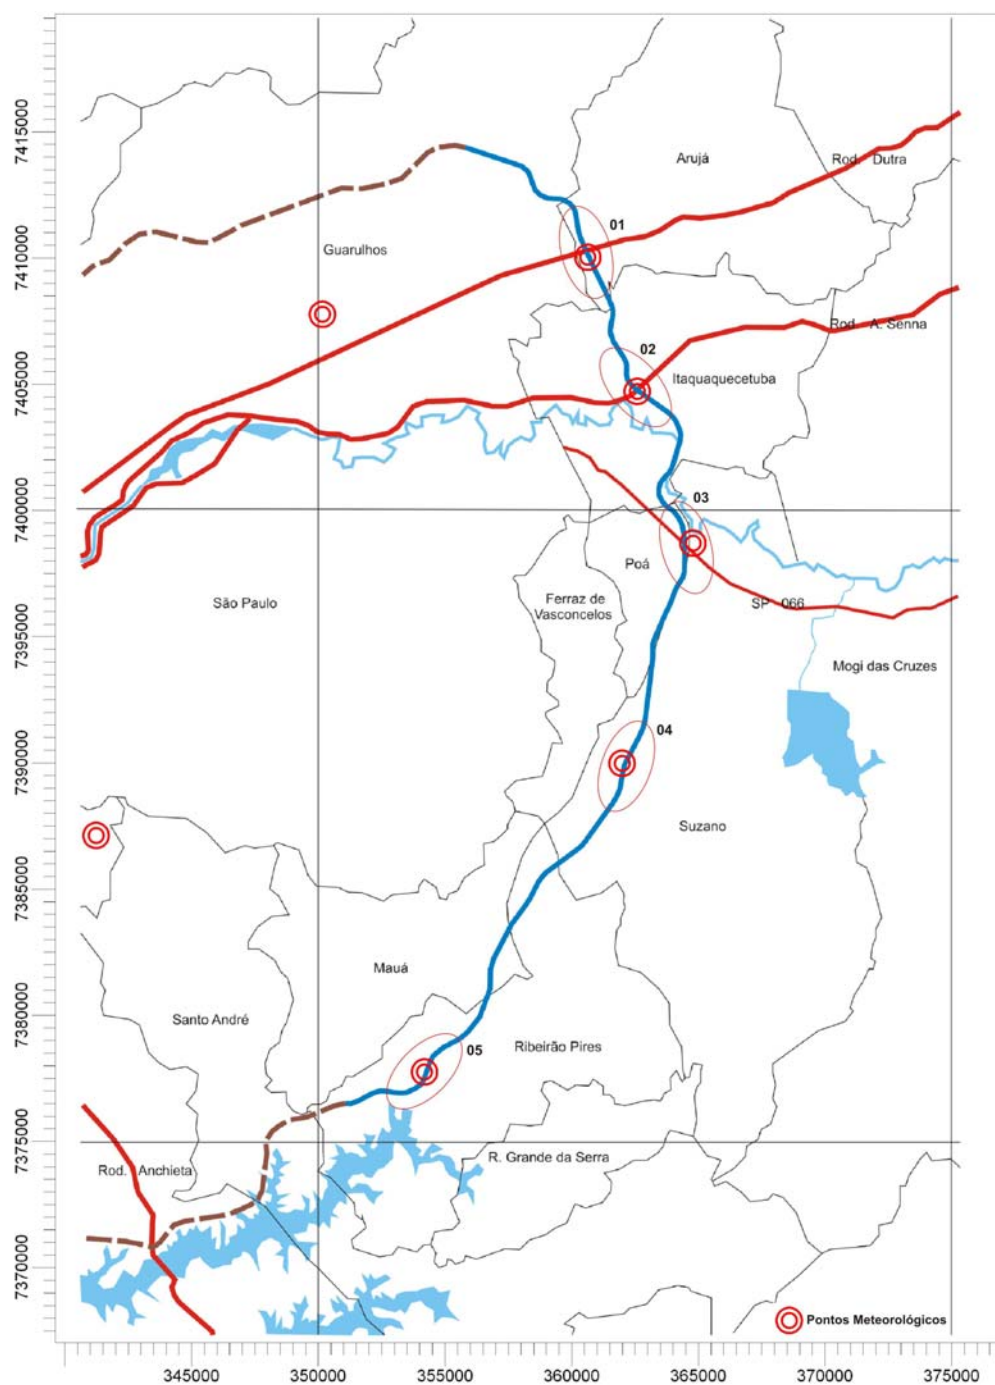 7415000
Arujá
Rod. Dutra
01
Guarulhos
7410000
Rod. A. Senna
02
Itaquaquecetuba
7405000
03
7400000
Poá
São Paulo
Ferraz de
Vasconcelos
SP - 066
7395000
Mogi das Cruzes
04
7390000
Suzano
7385000
Mauá
Santo André
7380000
Ribeirão Pires
05
7375000
R. Grande da Serra
Rod. Anchieta
7370000
Pontos Meteorológicos
345000
350000
355000
360000
365000
370000
375000